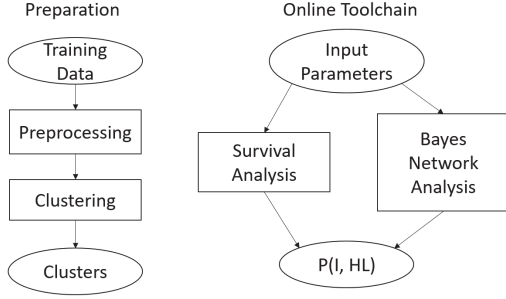 Preparation
Training
Data
Preprocessing
Clustering
Clusters
Online Toolchain
Input
Parameters
Survival
Analysis
Bayes
Network
Analysis
P(I, HL)